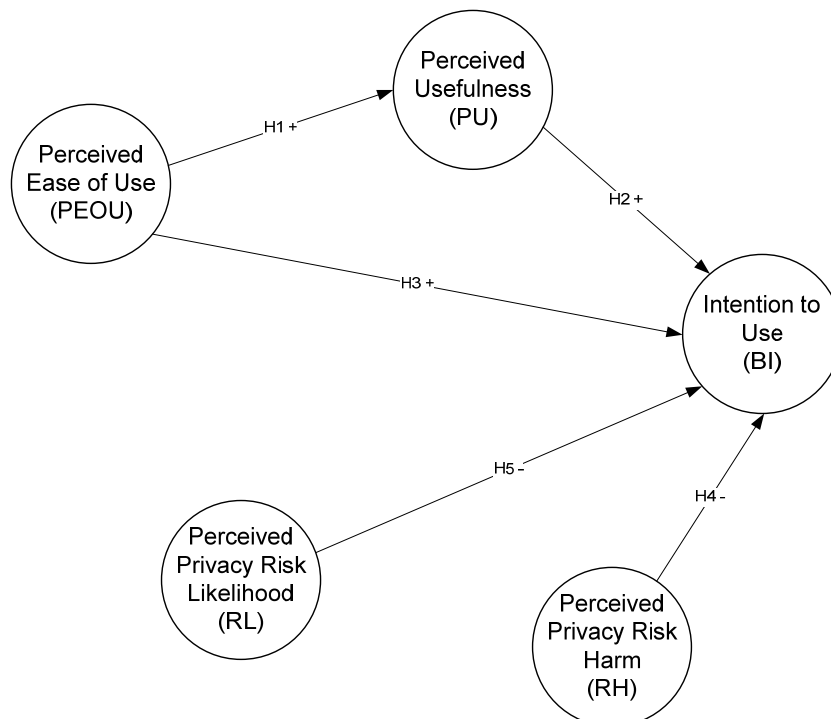 Perceived
Usefulness
(PU)
H1 +
Perceived
Ease of Use
(PEOU)
H2 +
H3 +
Intention to
Use
(BI)
H5 -
H4 -
Perceived
Privacy Risk
Likelihood
(RL)
Perceived
Privacy Risk
Harm
(RH)